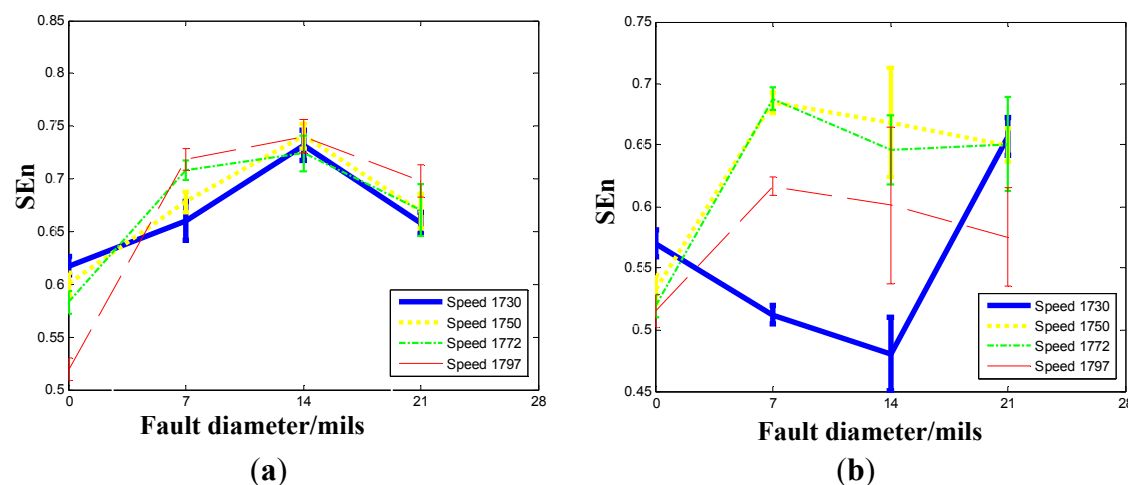 0.85
0.8
0.75
0.7
0.65
0.6
0.55
0.5
SEn
0 7 14 21 28
Fault diameter/mils
Speed 1730
Speed 1750
Speed 1772
Speed 1797
(a)
0.75
0.7
0.65
0.6
0.55
0.5
0.45
SEn
0 7 14 21 28
Fault diameter/mils
Speed 1730
Speed 1750
Speed 1772
Speed 1797
(b)